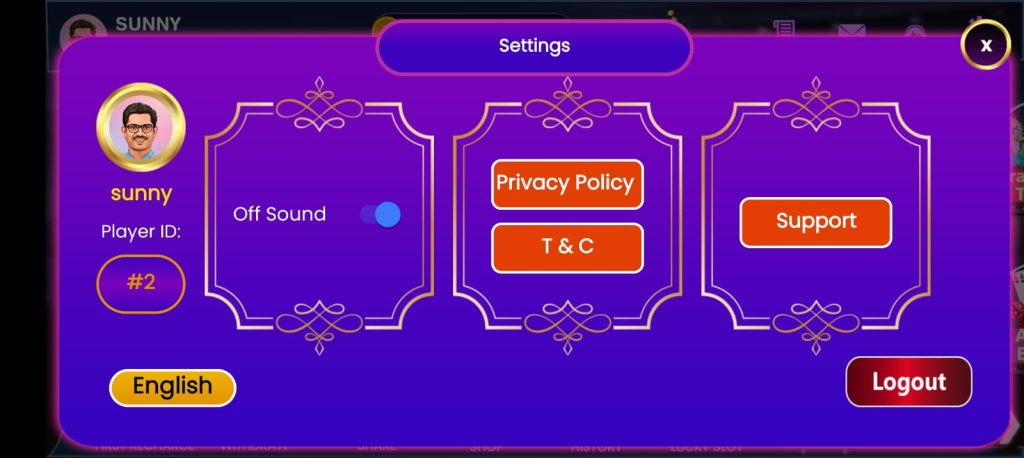 SUNNY
Settings
x
sunny
Player ID:
#2
Off Sound
Privacy Policy
T & C
Support
English
Logout
FIRST RECHARGE
WITHDRAW
SHARE
SHOP
HISTORY
LUCKY SLOT